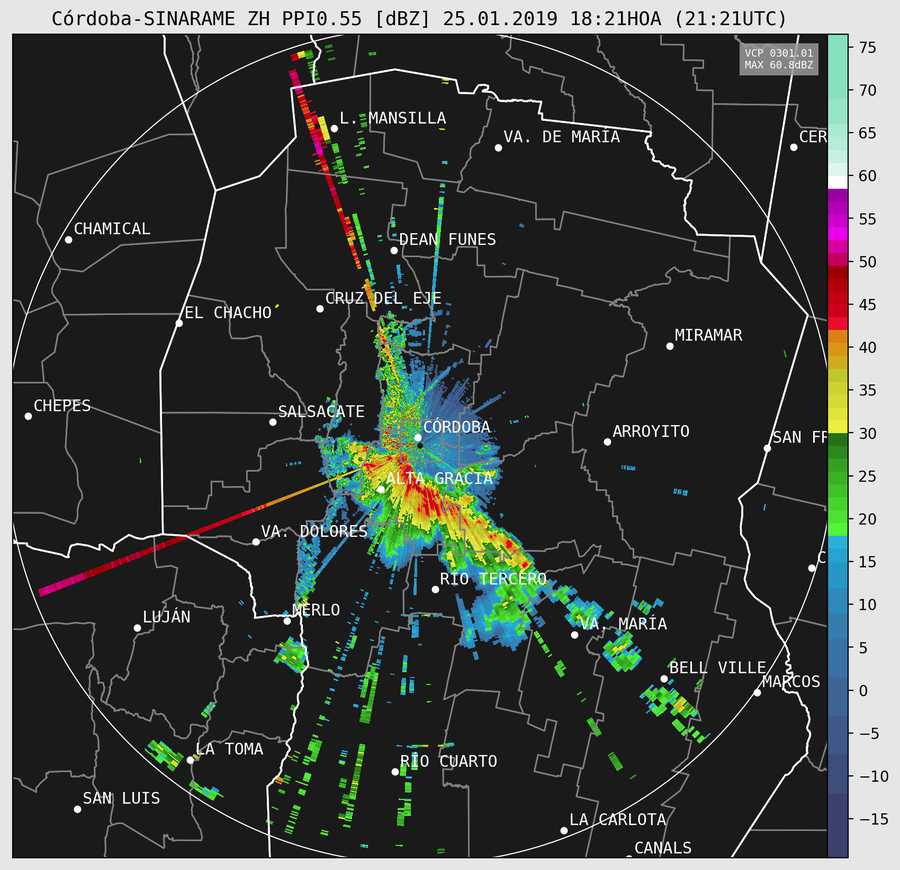 Córdoba-SINARAME ZH PPI0.55 [dBZ] 25.01.2019 18:21HOA (21:21UTC)
VCP 0301.01
MAX 60.8dBZ
75
70
65
60
55
50
45
40
35
30
25
20
15
10
5
0
−5
−10
−15
L. MANSILLA
VA. DE MARÍA
CER
CHAMICAL
DEAN FUNES
CRUZ DEL EJE
EL CHACHO
MIRAMAR
CHEPES
SALSACATE
CÓRDOBA
ARROYITO
SAN FR
ALTA GRACIA
VA. DOLORES
C
RIO TERCERO
LUJÁN
MERLO
VA. MARÍA
BELL VILLE
MARCOS
LA TOMA
RÍO CUARTO
SAN LUIS
LA CARLOTA
CANALS